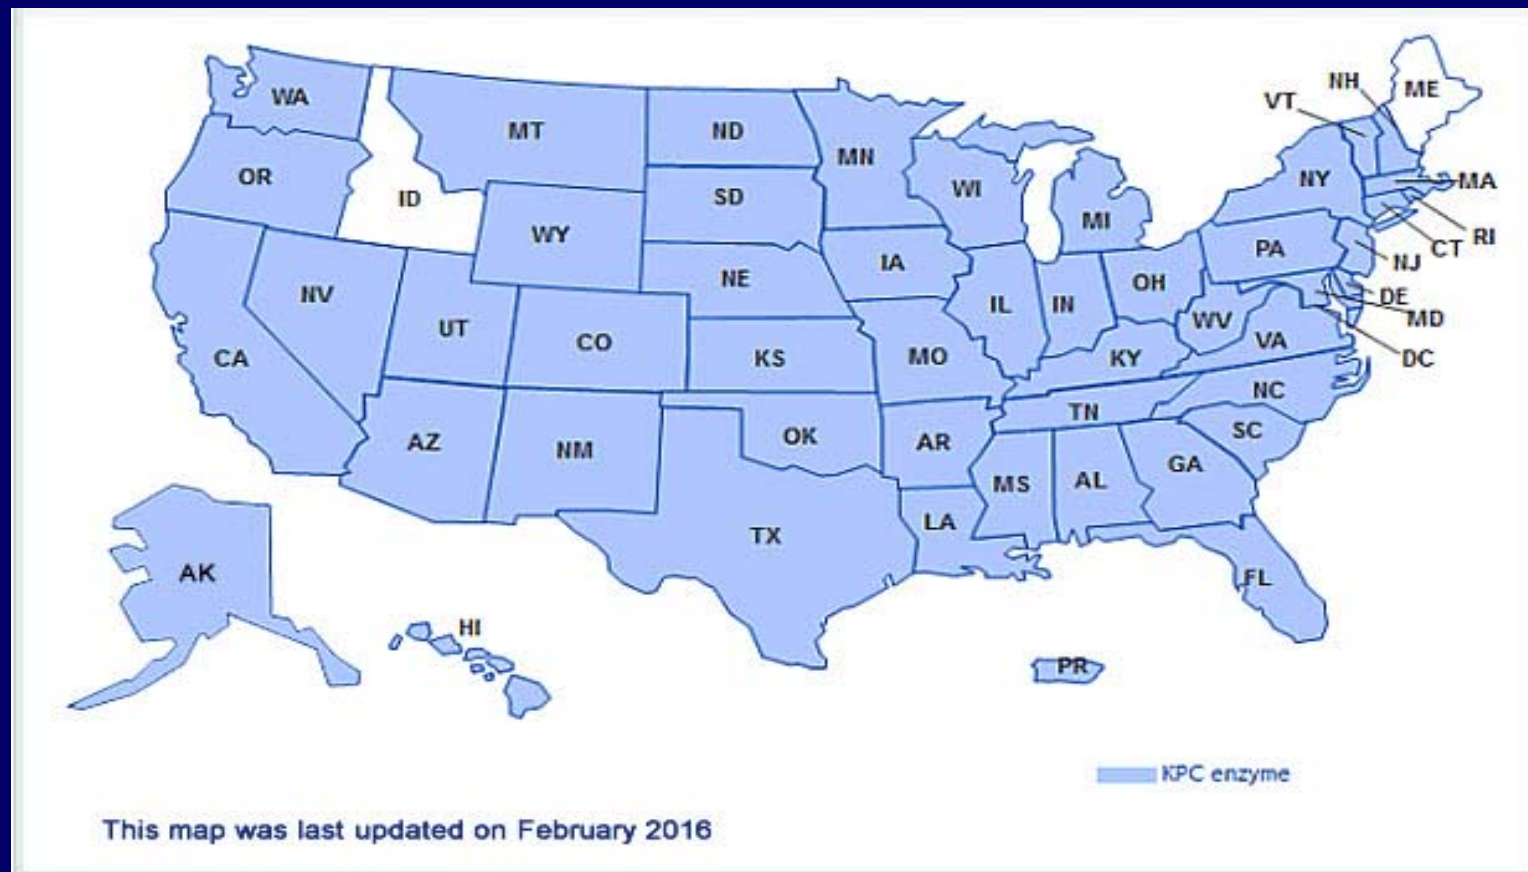 NH
ME
VT
WA
MT
ND
MN
OR
ID
SD
WI
NY
MA
MI
WY
RI
CT
PA
NJ
IA
NE
OH
DE
NV
IL
IN
MD
WV
UT
CO
VA
CA
KS
MO
KY
DC
NC
TN
SC
AZ
NM
OK
AR
GA
MS
AL
LA
TX
AK
FL
HI
PR
KPC enzyme
This map was last updated on February 2016